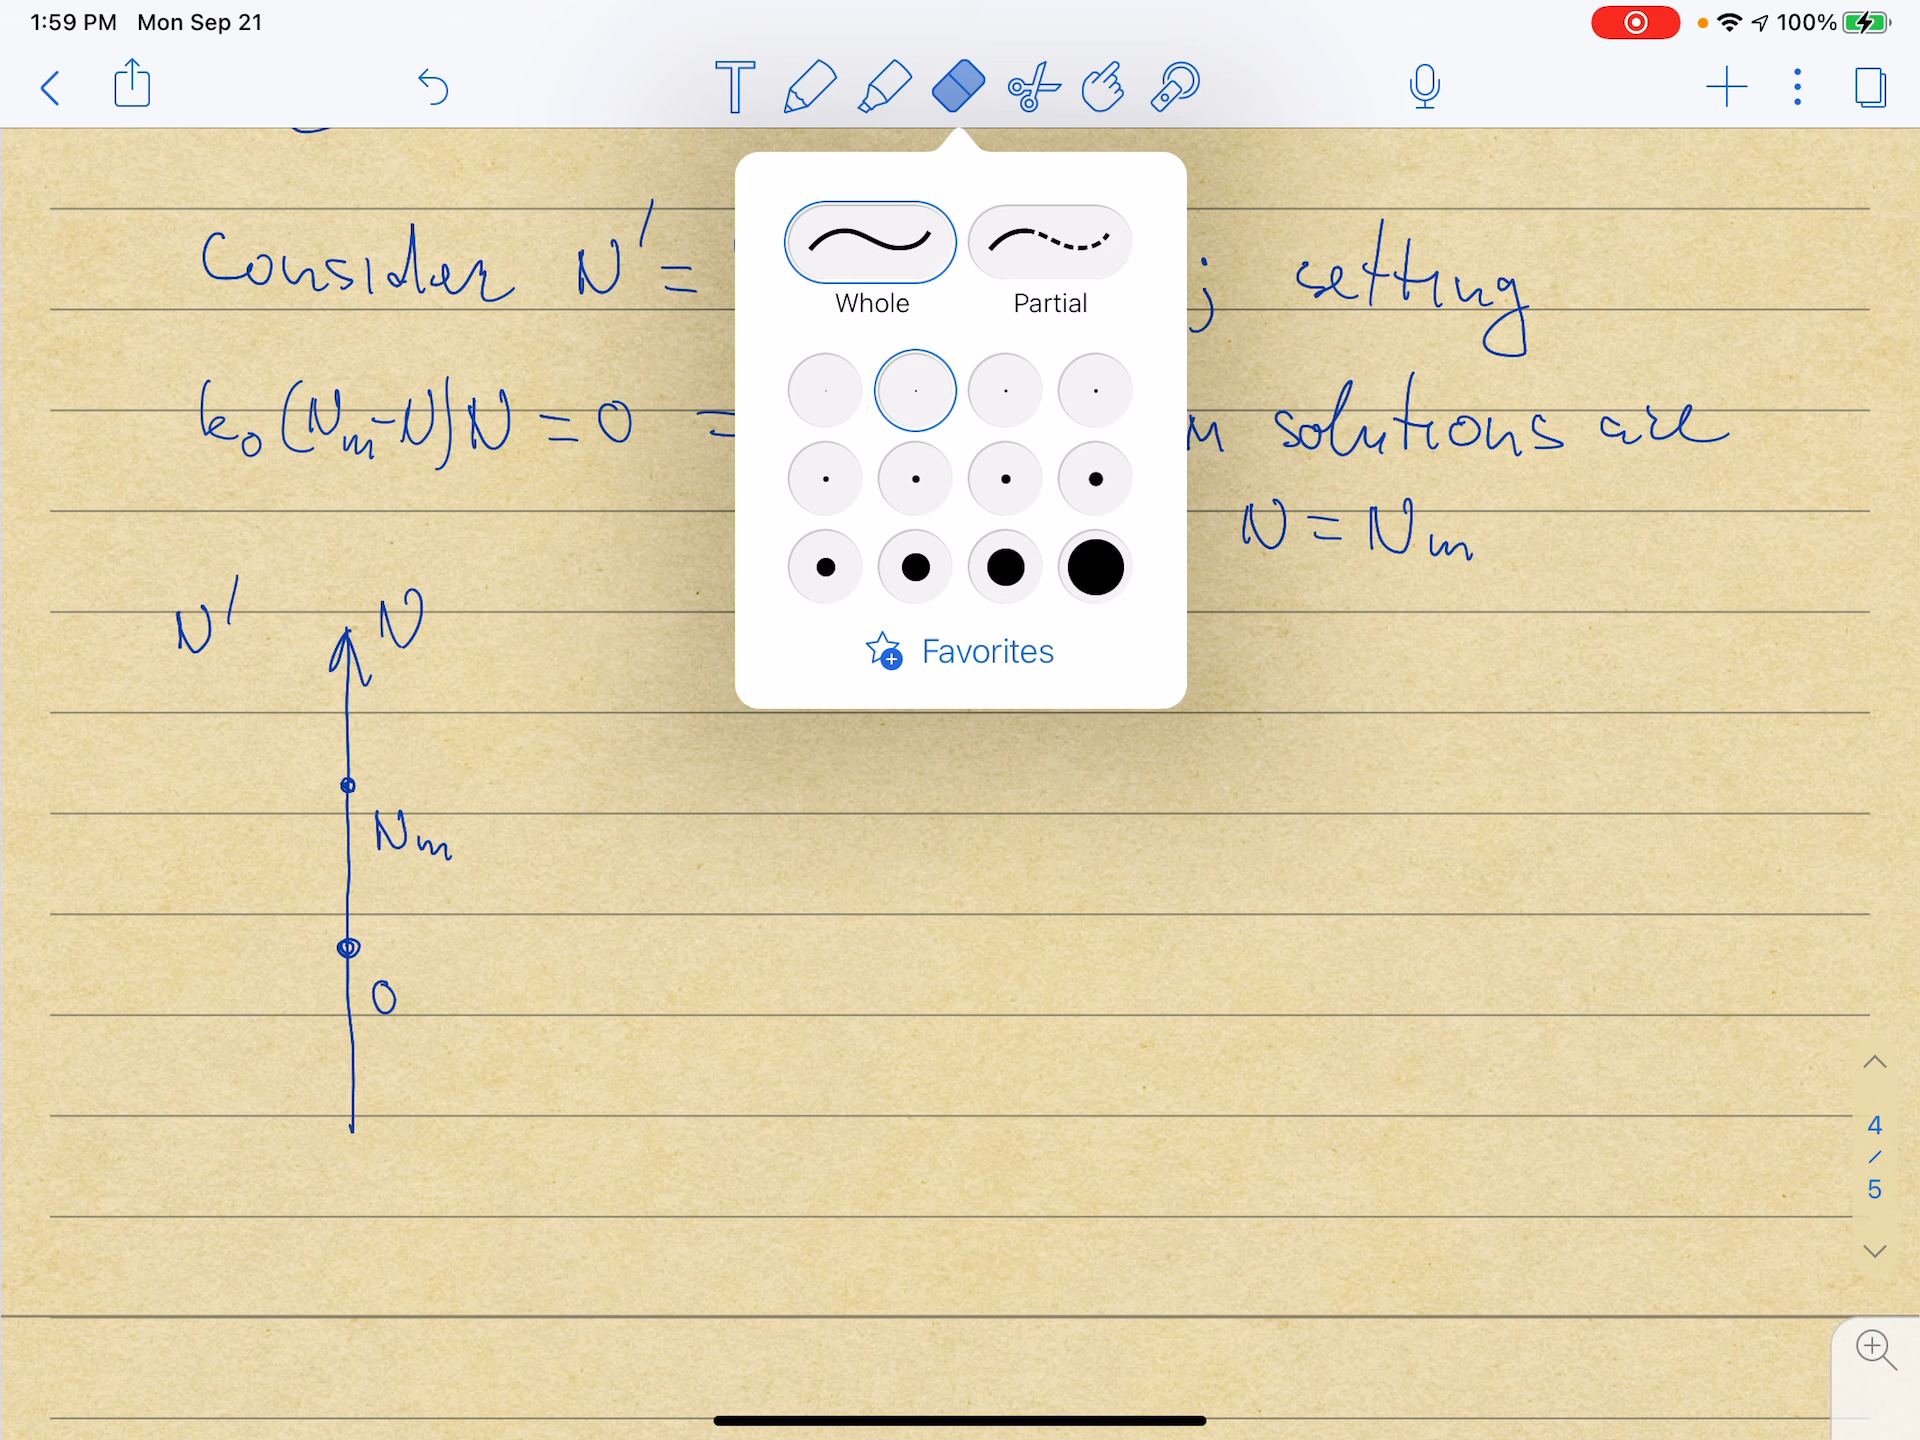 1:59 PM Mon Sep 21 100%
T
Whole Partial
Favorites
Consider N' = ; setting
k₀(Nₘ-N)N = 0 = solutions are
N = Nₘ
N' N
Nₘ
0
4
/
5